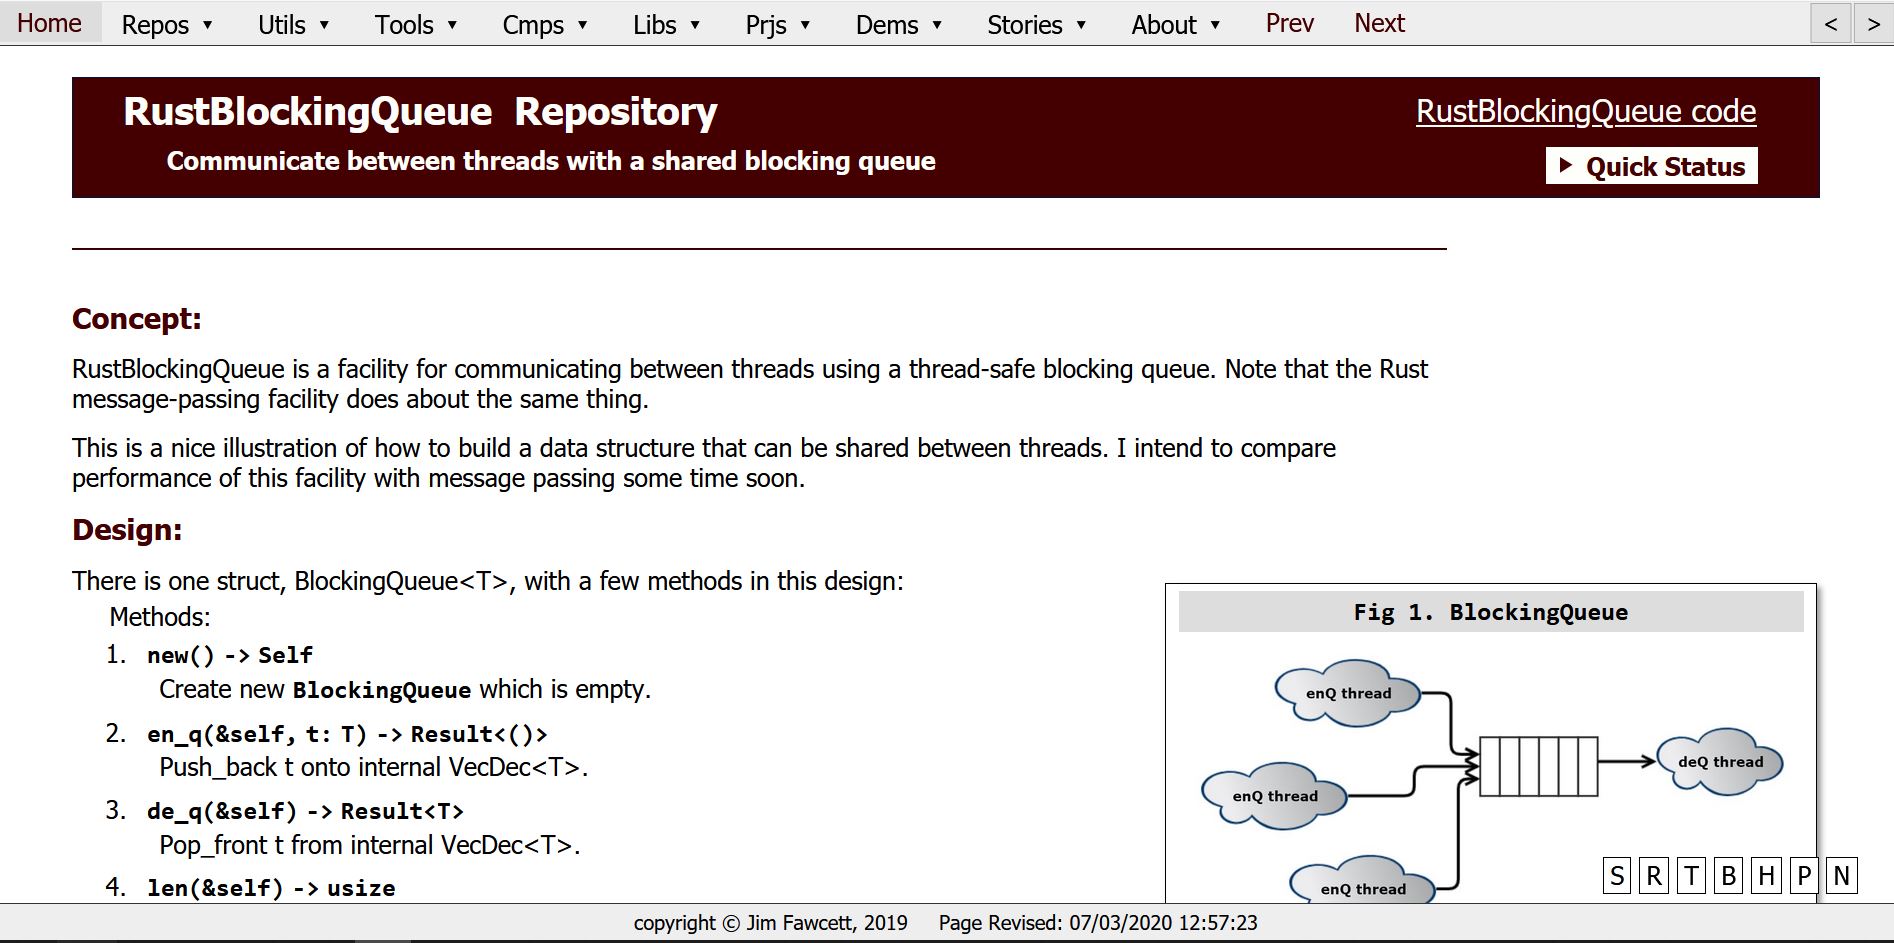 Home Repos ▼ Utils ▼ Tools ▼ Cmps ▼ Libs ▼ Prjs ▼ Dems ▼ Stories ▼ About ▼ Prev Next < >
RustBlockingQueue Repository
RustBlockingQueue code
Communicate between threads with a shared blocking queue
Quick Status
Concept:
RustBlockingQueue is a facility for communicating between threads using a thread-safe blocking queue. Note that the Rust
message-passing facility does about the same thing.
This is a nice illustration of how to build a data structure that can be shared between threads. I intend to compare
performance of this facility with message passing some time soon.
Design:
There is one struct, BlockingQueue<T>, with a few methods in this design:
Methods:
1. new() -> Self
Create new BlockingQueue which is empty.
2. en_q(&self, t: T) -> Result<()>
Push_back t onto internal VecDec<T>.
3. de_q(&self) -> Result<T>
Pop_front t from internal VecDec<T>.
4. len(&self) -> usize
Fig 1. BlockingQueue
enQ thread
deQ thread
enQ thread
enQ thread
S R T B H P N
copyright © Jim Fawcett, 2019 Page Revised: 07/03/2020 12:57:23